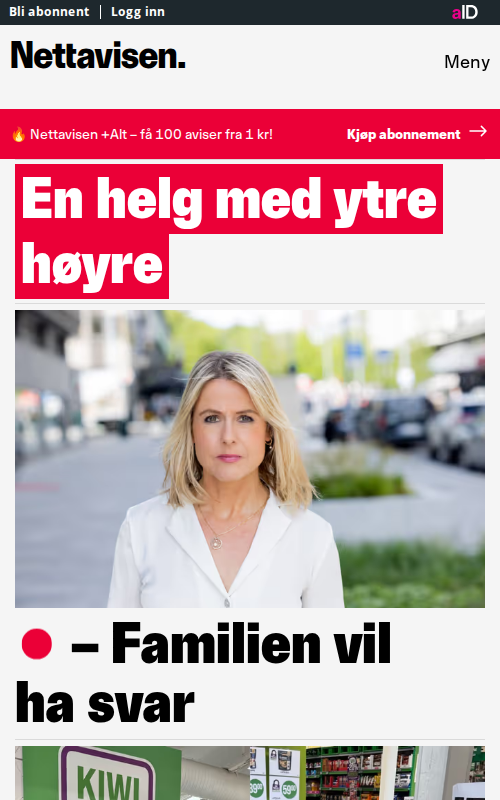 Bli abonnent | Logg inn
aID
Nettavisen.
Meny
🔥 Nettavisen +Alt – få 100 aviser fra 1 kr!
Kjøp abonnement →
En helg med ytre
høyre
– Familien vil
ha svar
KIWI